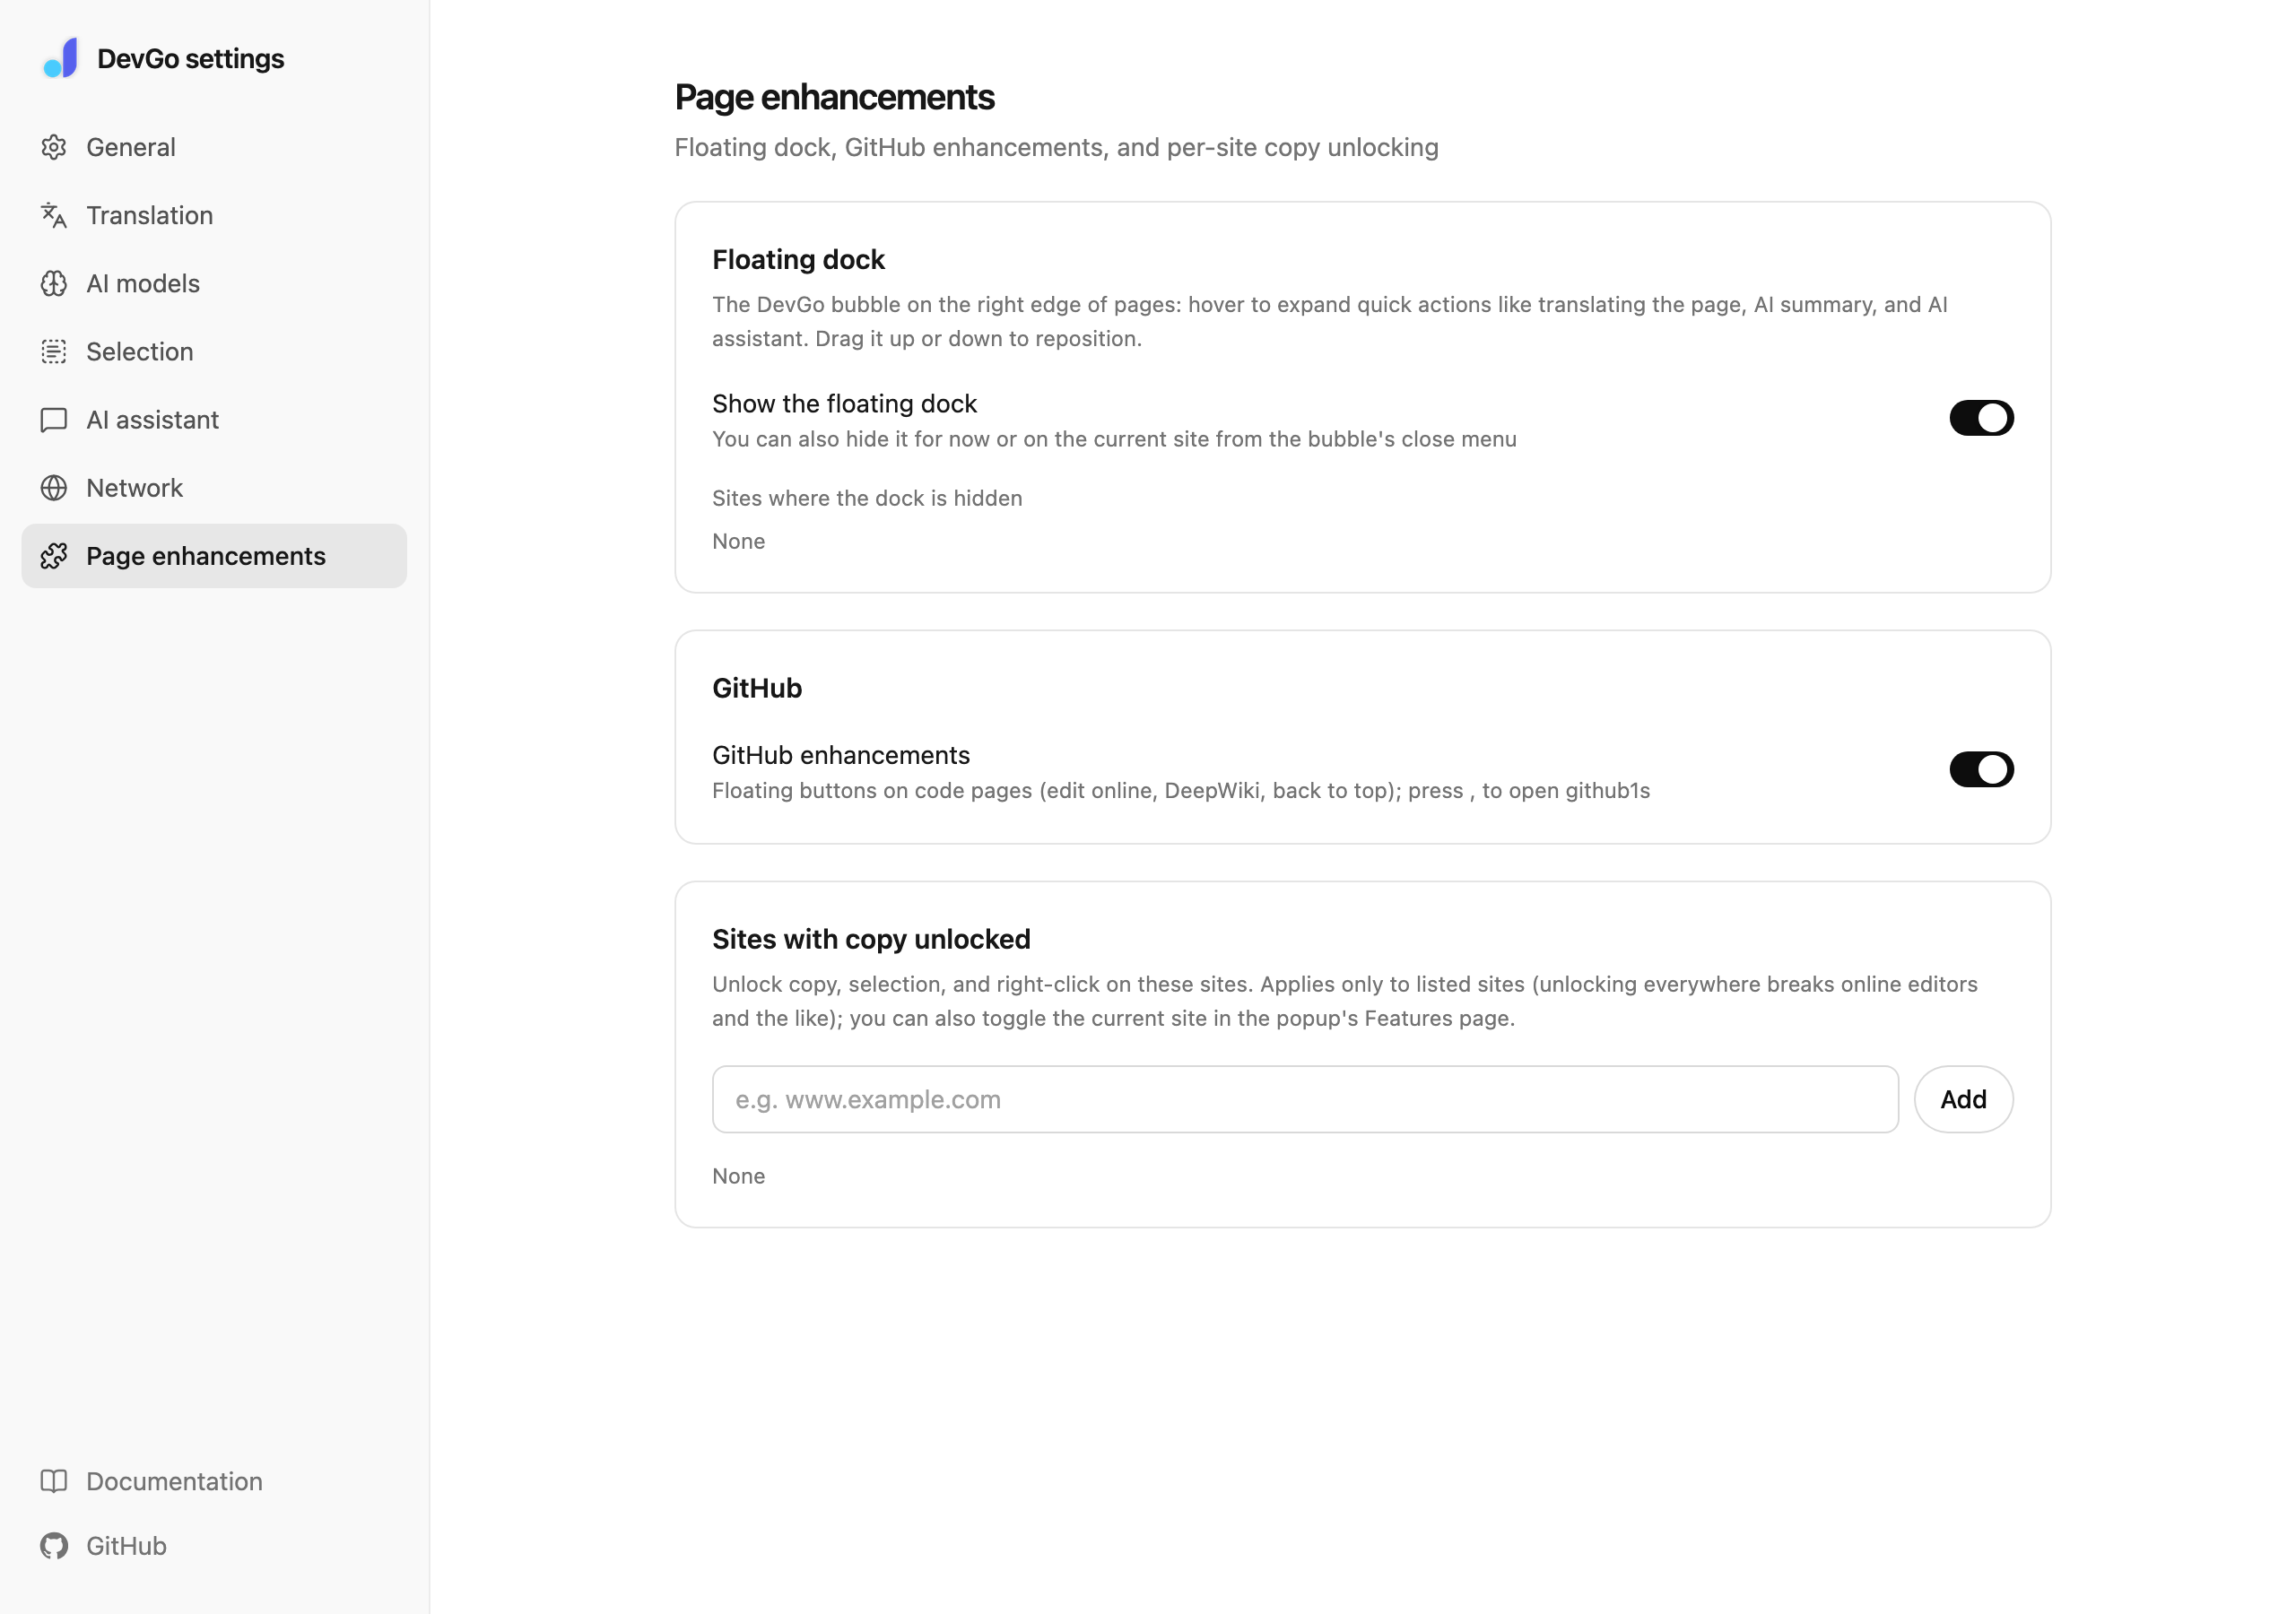 DevGo settings
General
Translation
AI models
Selection
AI assistant
Network
Page enhancements
Documentation
GitHub
Page enhancements
Floating dock, GitHub enhancements, and per-site copy unlocking
Floating dock
The DevGo bubble on the right edge of pages: hover to expand quick actions like translating the page, AI summary, and AI
assistant. Drag it up or down to reposition.
Show the floating dock
You can also hide it for now or on the current site from the bubble's close menu
Sites where the dock is hidden
None
GitHub
GitHub enhancements
Floating buttons on code pages (edit online, DeepWiki, back to top); press , to open github1s
Sites with copy unlocked
Unlock copy, selection, and right-click on these sites. Applies only to listed sites (unlocking everywhere breaks online editors
and the like); you can also toggle the current site in the popup's Features page.
e.g. www.example.com
Add
None